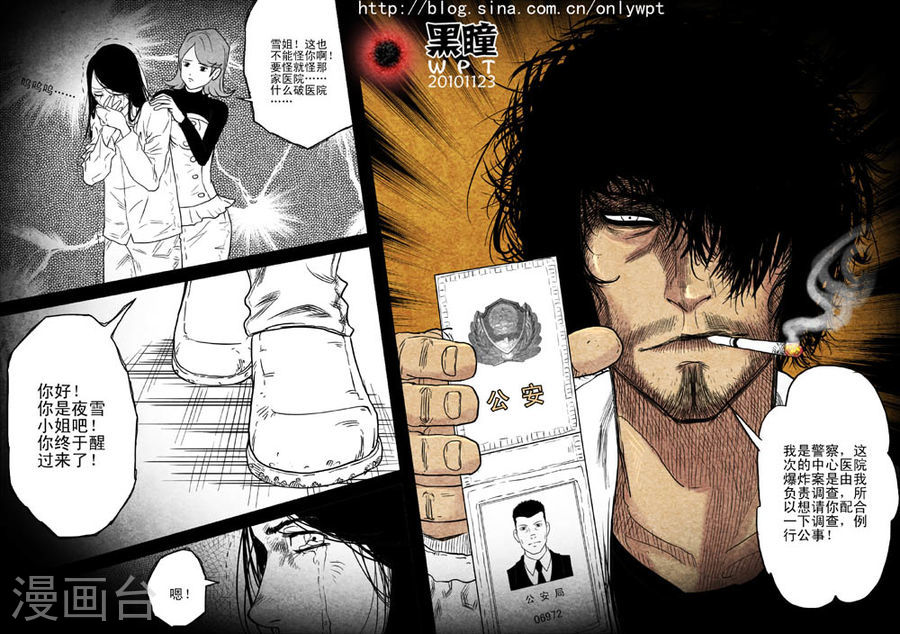 http://blog.sina.com.cn/onlywpt
黑瞳
WPT
20101123
雪姐！这也
不能怪你啊！
要怪就怪那
家医院……
什么破医院
……
呜呜呜……
你好！
你是夜雪
小姐吧！
你终于醒
过来了！
嗯！
公安
公安局
06972
我是警察，这
次的中心医院
爆炸案是由我
负责调查，所
以想请你配合
一下调查，例
行公事！
漫画台